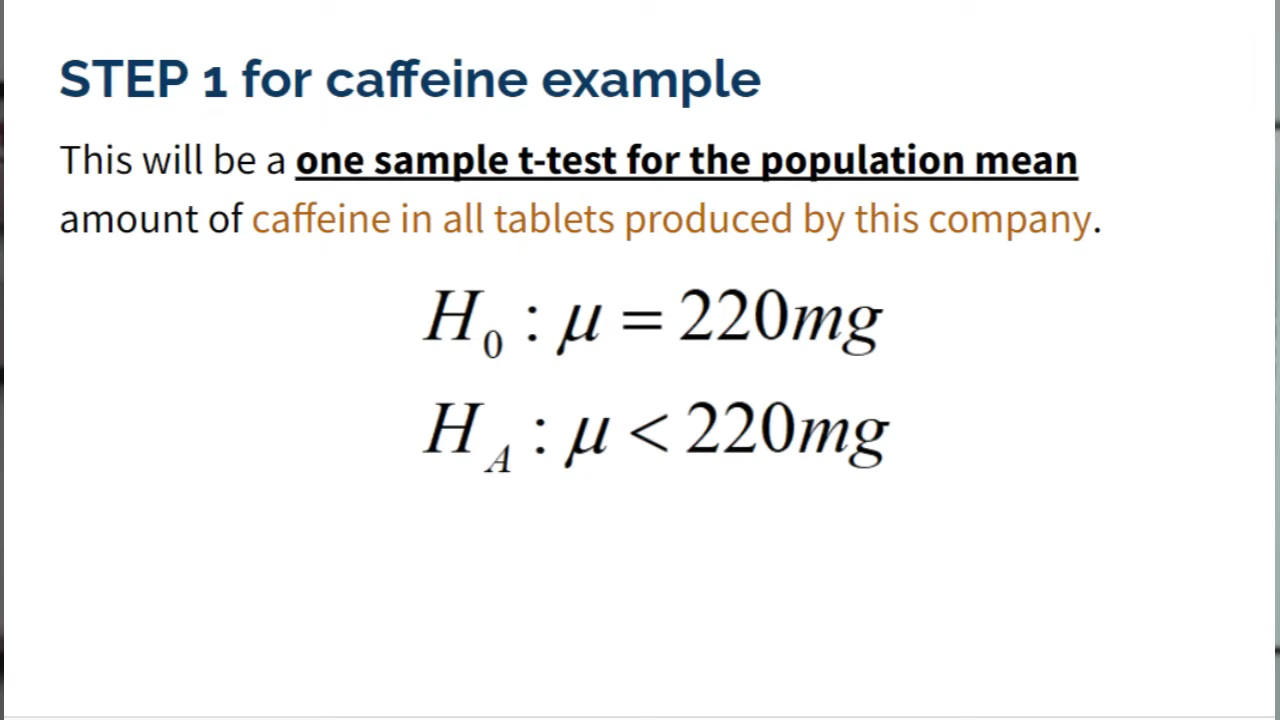 STEP 1 for caffeine example
This will be a one sample t-test for the population mean
amount of caffeine in all tablets produced by this company.
H₀ : μ = 220mg
H_A : μ < 220mg